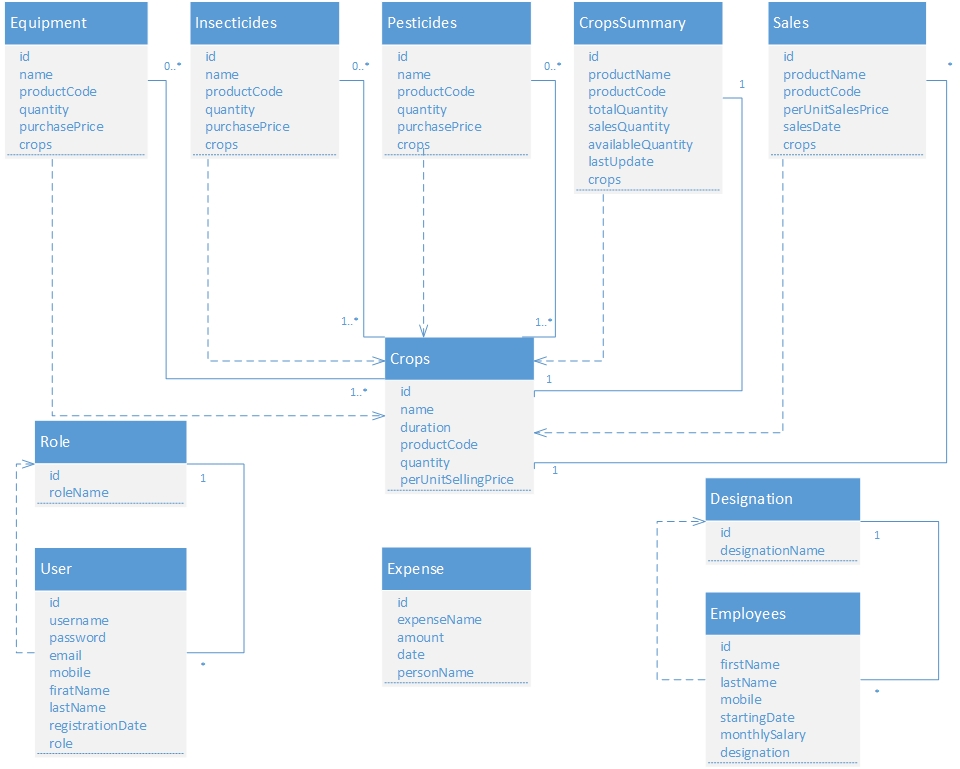 Equipment
id
name
productCode
quantity
purchasePrice
crops
0..*
Insecticides
id
name
productCode
quantity
purchasePrice
crops
0..*
Pesticides
id
name
productCode
quantity
purchasePrice
crops
0..*
CropsSummary
id
productName
productCode
totalQuantity
salesQuantity
availableQuantity
lastUpdate
crops
1
Sales
id
productName
productCode
perUnitSalesPrice
salesDate
crops
*
1..*
1..*
Crops
id
name
duration
productCode
quantity
perUnitSellingPrice
1
1..*
1
Role
id
roleName
1
User
id
username
password
email
mobile
firatName
lastName
registrationDate
role
*
Expense
id
expenseName
amount
date
personName
Designation
id
designationName
1
Employees
id
firstName
lastName
mobile
startingDate
monthlySalary
designation
*